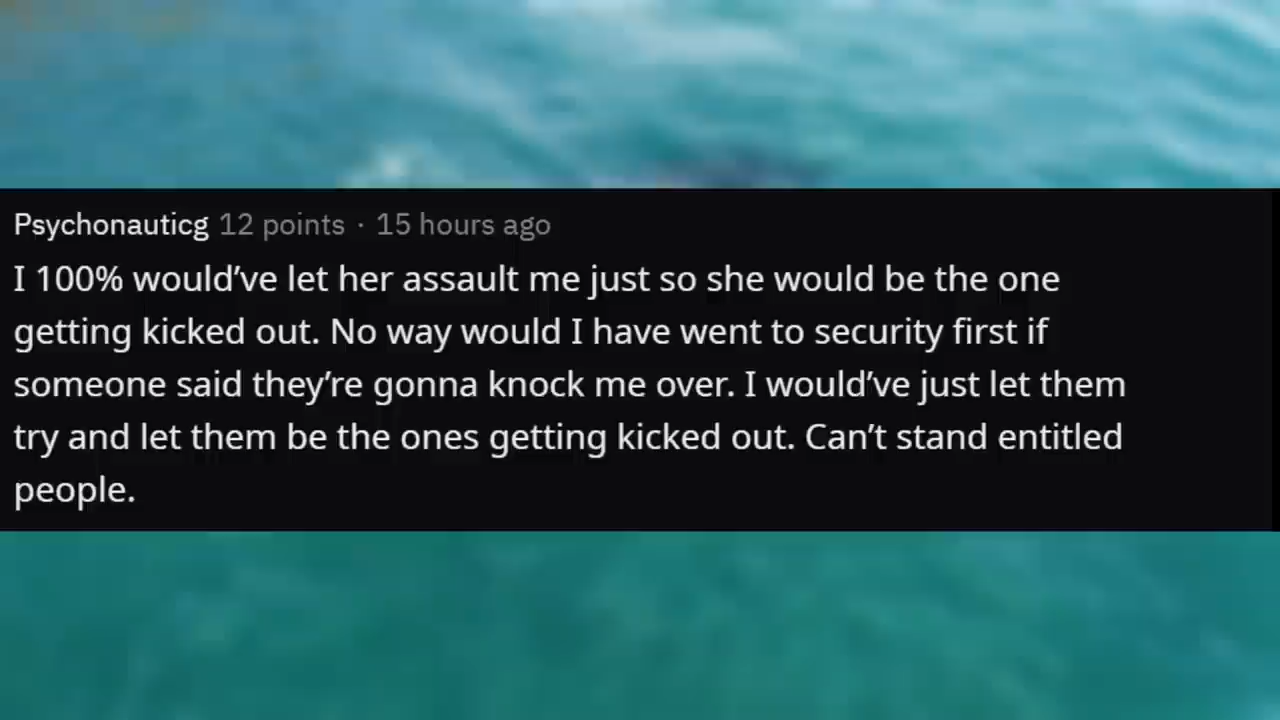 Psychonauticg 12 points · 15 hours ago
I 100% would’ve let her assault me just so she would be the one
getting kicked out. No way would I have went to security first if
someone said they’re gonna knock me over. I would’ve just let them
try and let them be the ones getting kicked out. Can’t stand entitled
people.